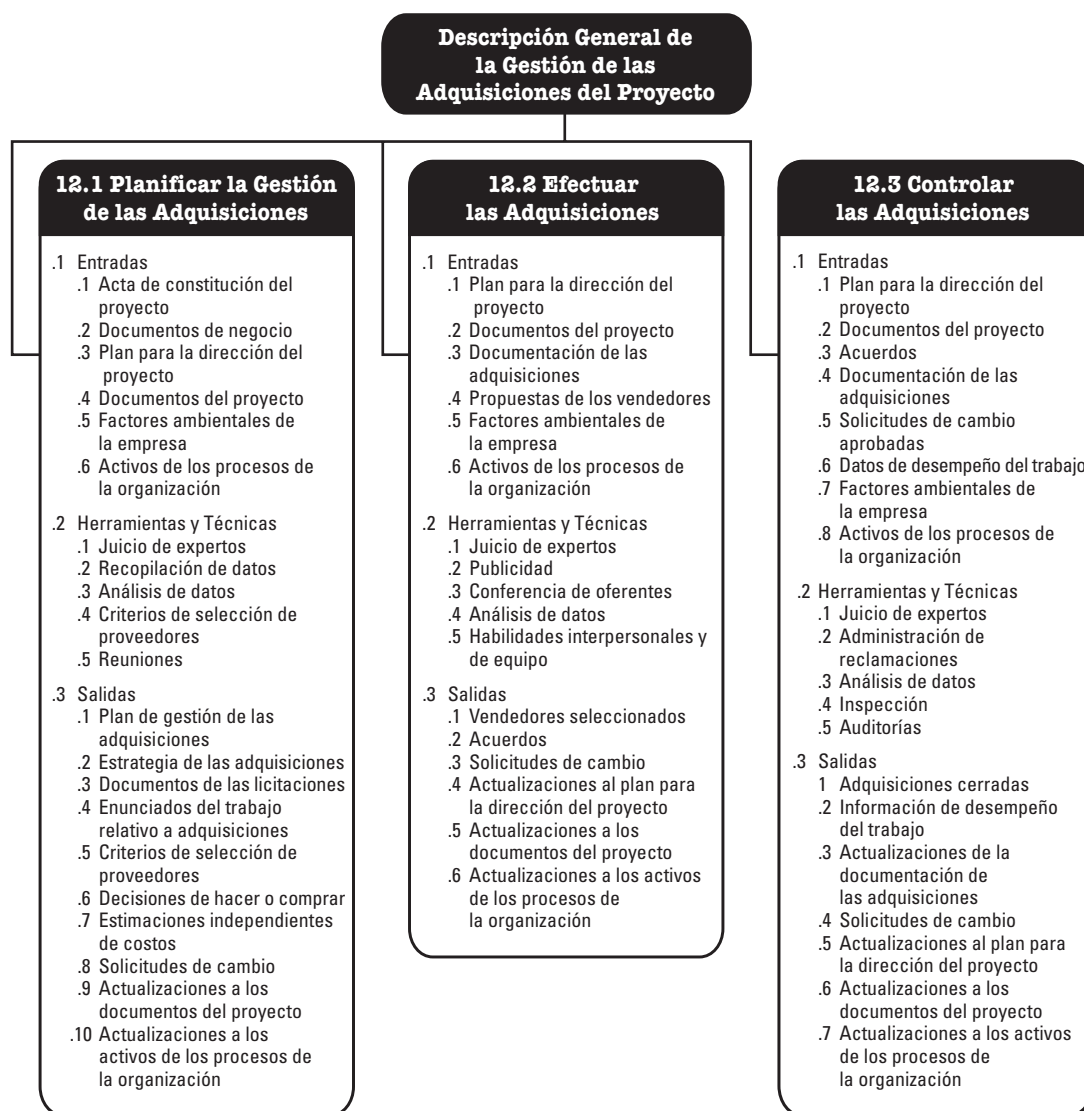 Descripción General de
la Gestión de las
Adquisiciones del Proyecto
12.1 Planificar la Gestión
de las Adquisiciones
.1 Entradas
.1 Acta de constitución del
proyecto
.2 Documentos de negocio
.3 Plan para la dirección del
proyecto
.4 Documentos del proyecto
.5 Factores ambientales de
la empresa
.6 Activos de los procesos de
la organización
.2 Herramientas y Técnicas
.1 Juicio de expertos
.2 Recopilación de datos
.3 Análisis de datos
.4 Criterios de selección de
proveedores
.5 Reuniones
.3 Salidas
.1 Plan de gestión de las
adquisiciones
.2 Estrategia de las adquisiciones
.3 Documentos de las licitaciones
.4 Enunciados del trabajo
relativo a adquisiciones
.5 Criterios de selección de
proveedores
.6 Decisiones de hacer o comprar
.7 Estimaciones independientes
de costos
.8 Solicitudes de cambio
.9 Actualizaciones a los
documentos del proyecto
.10 Actualizaciones a los
activos de los procesos de
la organización
12.2 Efectuar
las Adquisiciones
.1 Entradas
.1 Plan para la dirección del
proyecto
.2 Documentos del proyecto
.3 Documentación de las
adquisiciones
.4 Propuestas de los vendedores
.5 Factores ambientales de
la empresa
.6 Activos de los procesos de
la organización
.2 Herramientas y Técnicas
.1 Juicio de expertos
.2 Publicidad
.3 Conferencia de oferentes
.4 Análisis de datos
.5 Habilidades interpersonales y
de equipo
.3 Salidas
.1 Vendedores seleccionados
.2 Acuerdos
.3 Solicitudes de cambio
.4 Actualizaciones al plan para
la dirección del proyecto
.5 Actualizaciones a los
documentos del proyecto
.6 Actualizaciones a los activos
de los procesos de
la organización
12.3 Controlar
las Adquisiciones
.1 Entradas
.1 Plan para la dirección del
proyecto
.2 Documentos del proyecto
.3 Acuerdos
.4 Documentación de las
adquisiciones
.5 Solicitudes de cambio
aprobadas
.6 Datos de desempeño del trabajo
.7 Factores ambientales de
la empresa
.8 Activos de los procesos de
la organización
.2 Herramientas y Técnicas
.1 Juicio de expertos
.2 Administración de
reclamaciones
.3 Análisis de datos
.4 Inspección
.5 Auditorías
.3 Salidas
1 Adquisiciones cerradas
.2 Información de desempeño
del trabajo
.3 Actualizaciones de la
documentación de
las adquisiciones
.4 Solicitudes de cambio
.5 Actualizaciones al plan para
la dirección del proyecto
.6 Actualizaciones a los
documentos del proyecto
.7 Actualizaciones a los activos
de los procesos de
la organización